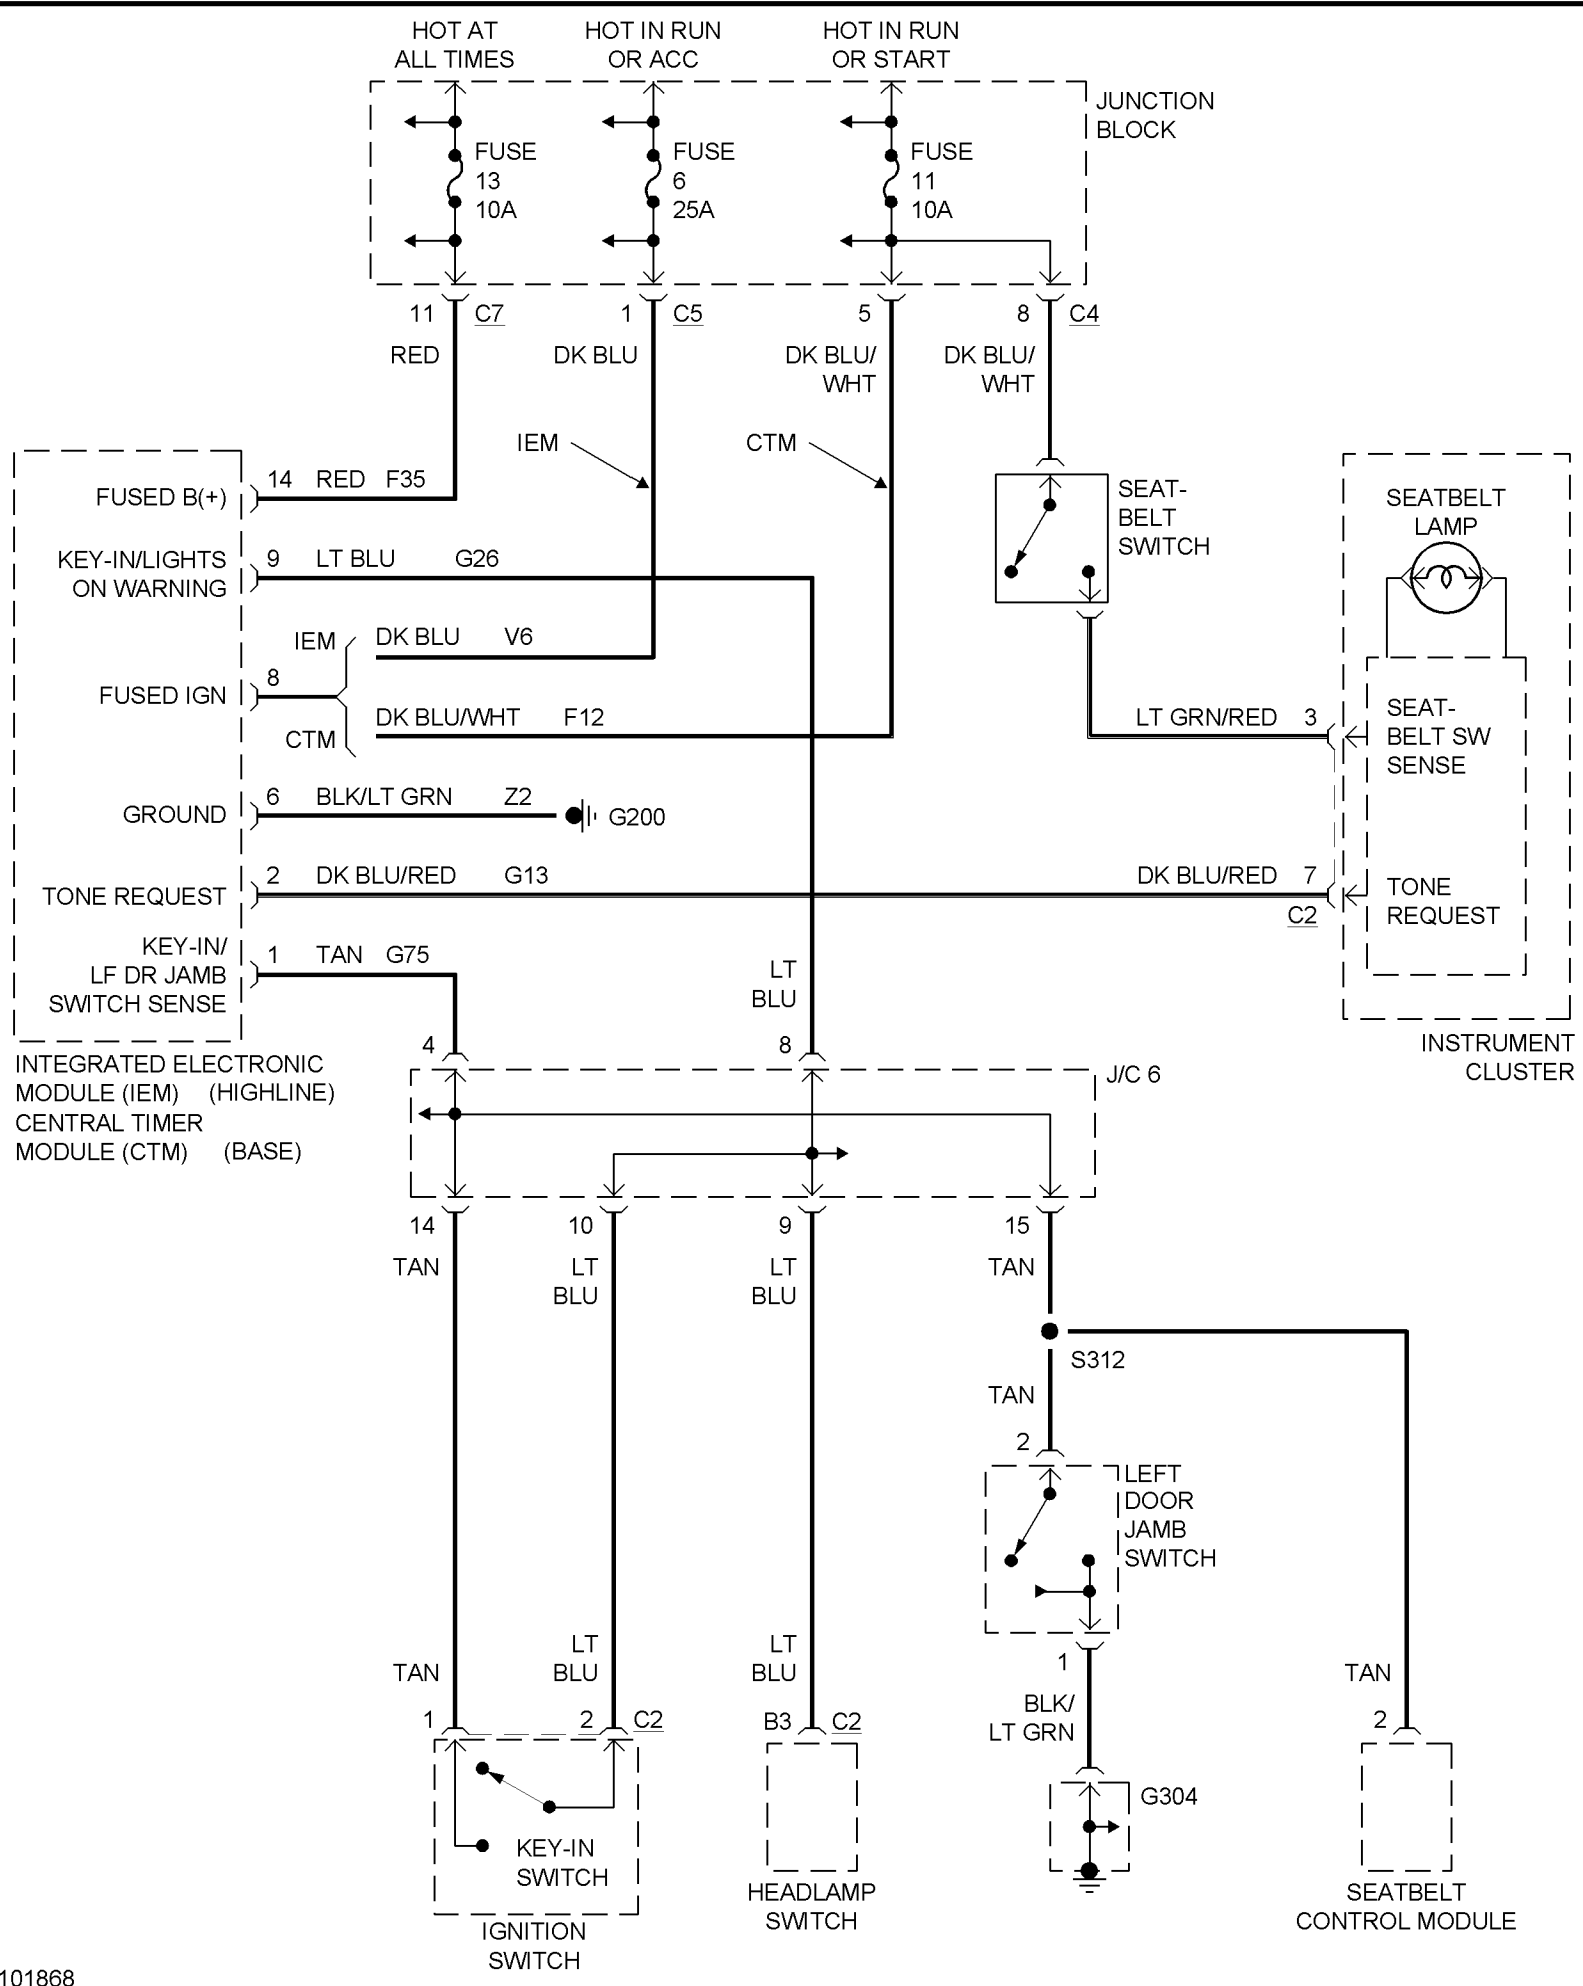 HOT AT
ALL TIMES
HOT IN RUN
OR ACC
HOT IN RUN
OR START
JUNCTION
BLOCK
FUSE
13
10A
FUSE
6
25A
FUSE
11
10A
11 C7
1 C5
5
8 C4
RED
DK BLU
DK BLU/
WHT
DK BLU/
WHT
IEM
CTM
FUSED B(+)
14 RED F35
KEY-IN/LIGHTS
ON WARNING
9 LT BLU G26
SEAT-
BELT
SWITCH
SEATBELT
LAMP
IEM
DK BLU V6
FUSED IGN
8
CTM
DK BLU/WHT F12
LT GRN/RED 3
SEAT-
BELT SW
SENSE
GROUND
6 BLK/LT GRN Z2
G200
TONE REQUEST
2 DK BLU/RED G13
DK BLU/RED 7
C2
TONE
REQUEST
KEY-IN/
LF DR JAMB
SWITCH SENSE
1 TAN G75
LT
BLU
INSTRUMENT
CLUSTER
INTEGRATED ELECTRONIC
MODULE (IEM) (HIGHLINE)
CENTRAL TIMER
MODULE (CTM) (BASE)
4
8
J/C 6
14
10
9
15
TAN
LT
BLU
LT
BLU
TAN
S312
TAN
2
LEFT
DOOR
JAMB
SWITCH
TAN
LT
BLU
LT
BLU
1
BLK/
LT GRN
TAN
1
2 C2
B3 C2
2
G304
KEY-IN
SWITCH
IGNITION
SWITCH
HEADLAMP
SWITCH
SEATBELT
CONTROL MODULE
101868